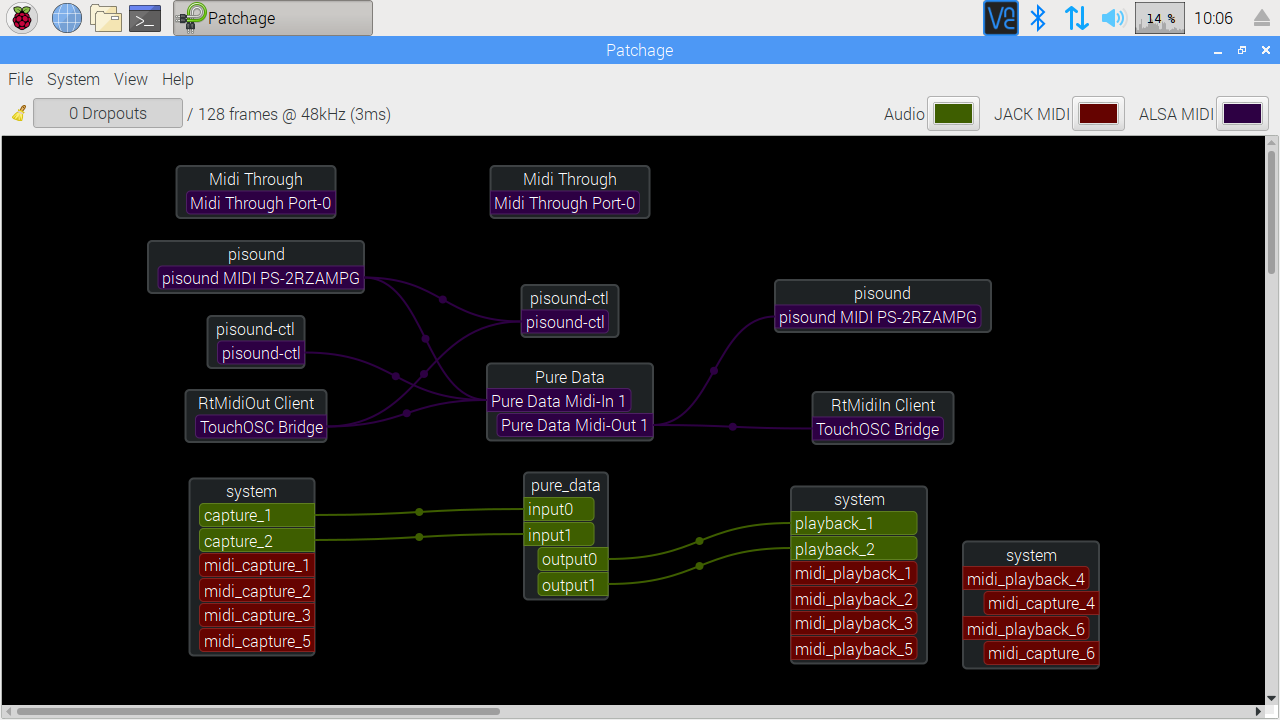 Patchage
14 %
10:06
Patchage
File System View Help
0 Dropouts / 128 frames @ 48kHz (3ms)
Audio
JACK MIDI
ALSA MIDI
Midi Through
Midi Through Port-0
Midi Through
Midi Through Port-0
pisound
pisound MIDI PS-2RZAMPG
pisound-ctl
pisound-ctl
pisound
pisound MIDI PS-2RZAMPG
pisound-ctl
pisound-ctl
Pure Data
Pure Data Midi-In 1
Pure Data Midi-Out 1
RtMidiOut Client
TouchOSC Bridge
RtMidiIn Client
TouchOSC Bridge
system
capture_1
capture_2
midi_capture_1
midi_capture_2
midi_capture_3
midi_capture_5
pure_data
input0
input1
output0
output1
system
playback_1
playback_2
midi_playback_1
midi_playback_2
midi_playback_3
midi_playback_5
system
midi_playback_4
midi_capture_4
midi_playback_6
midi_capture_6